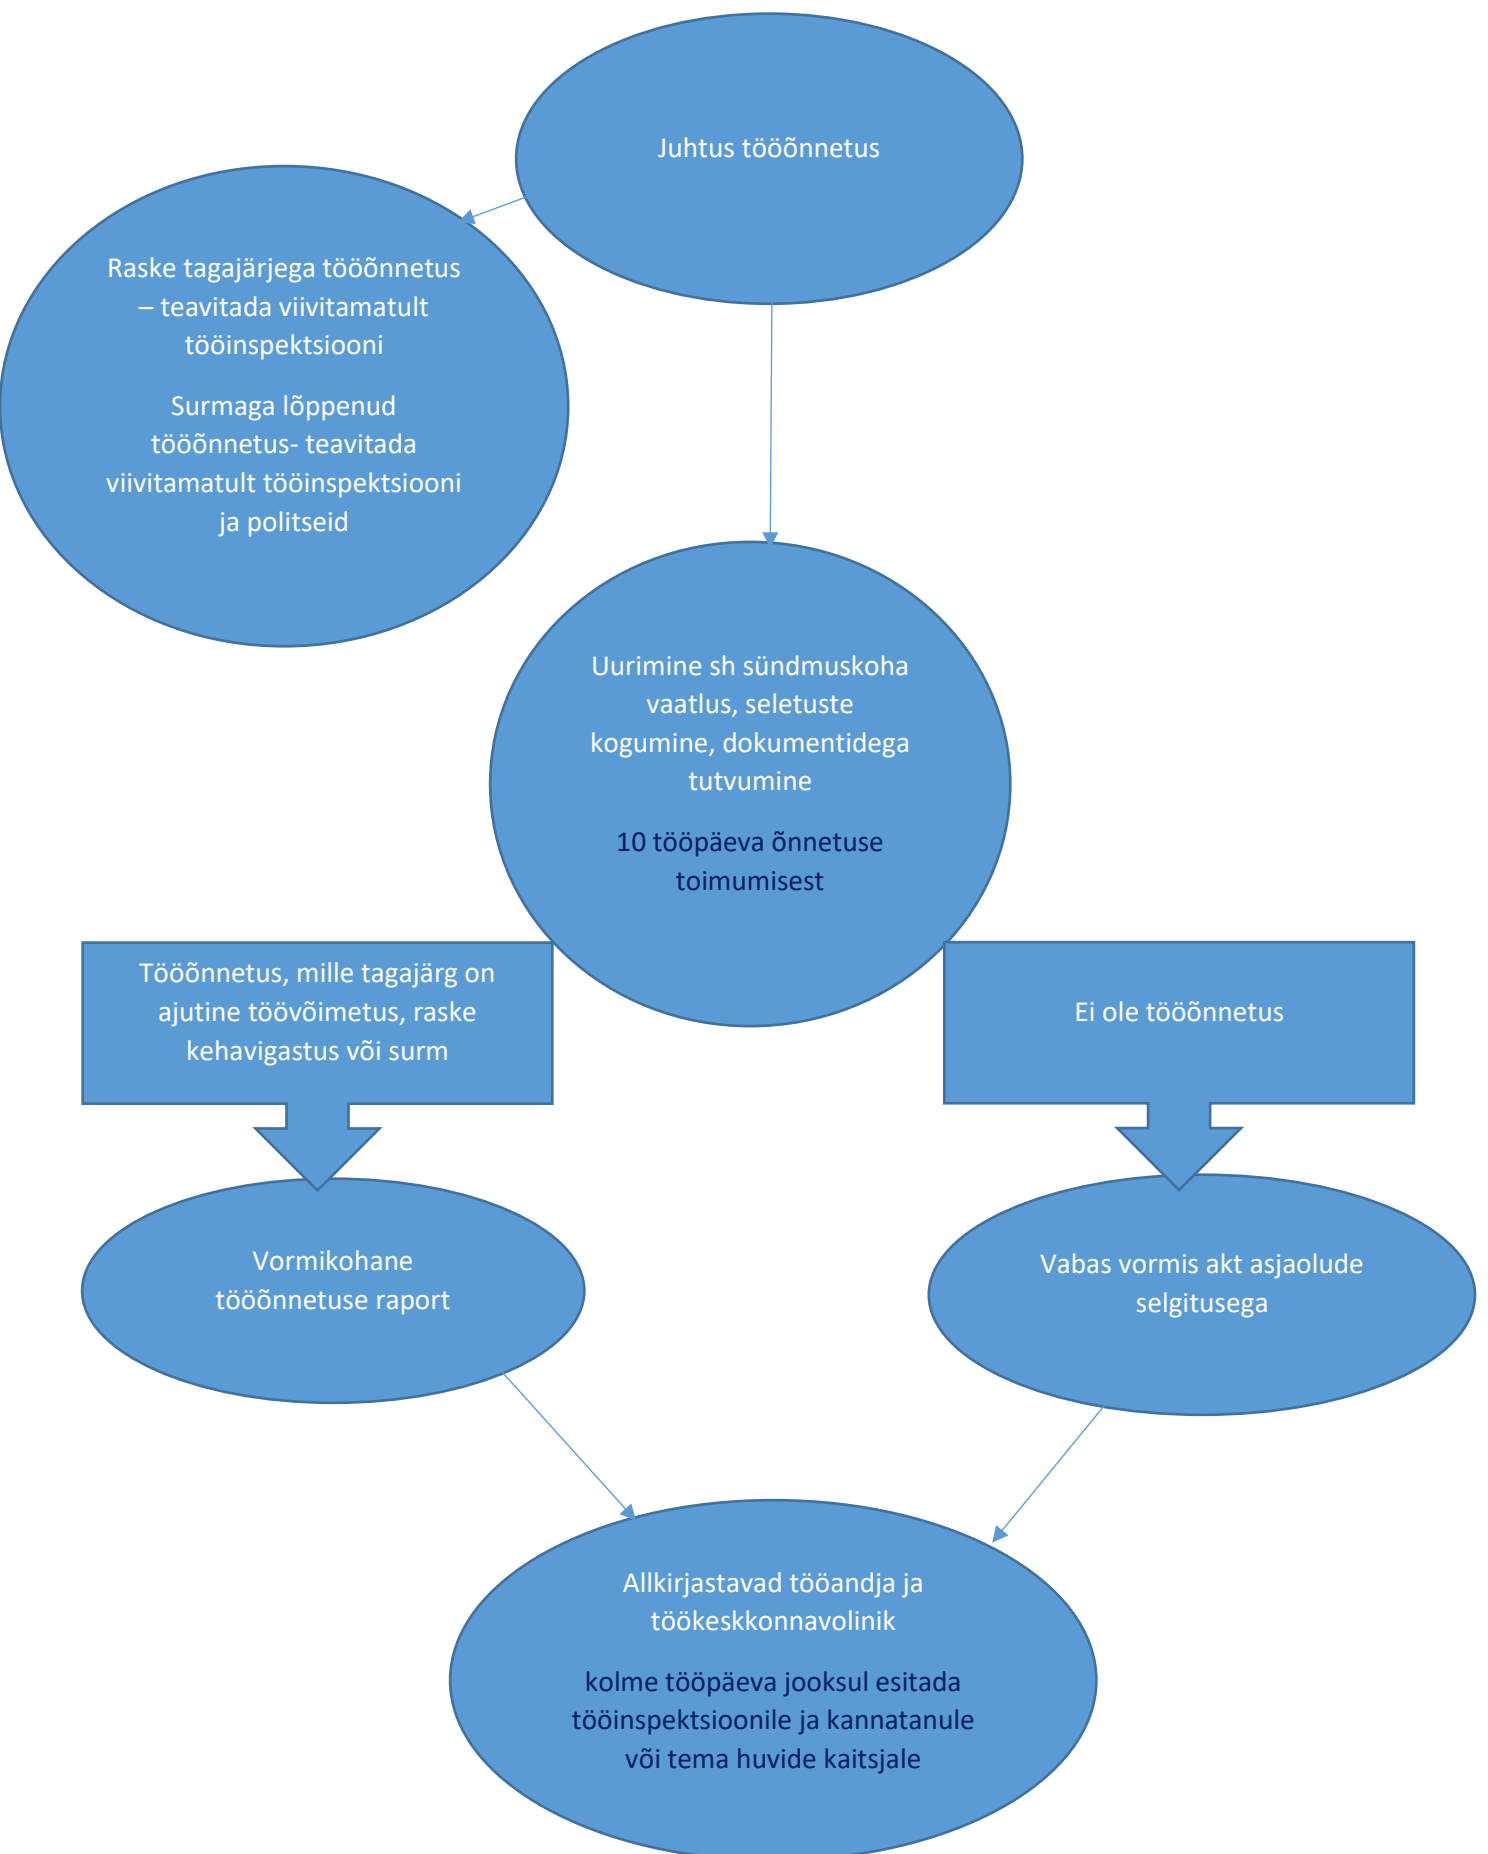 Juhtus tööõnnetus
Raske tagajärjega tööõnnetus
– teavitada viivitamatult
tööinspektsiooni
Surmaga lõppenud
tööõnnetus- teavitada
viivitamatult tööinspektsiooni
ja politseid
Uurimine sh sündmuskoha
vaatlus, seletuste
kogumine, dokumentidega
tutvumine
10 tööpäeva õnnetuse
toimumisest
Tööõnnetus, mille tagajärg on
ajutine töövõimetus, raske
kehavigastus või surm
Ei ole tööõnnetus
Vormikohane
tööõnnetuse raport
Vabas vormis akt asjaolude
selgitusega
Allkirjastavad tööandja ja
töökeskkonnavolinik
kolme tööpäeva jooksul esitada
tööinspektsioonile ja kannatanule
või tema huvide kaitsjale